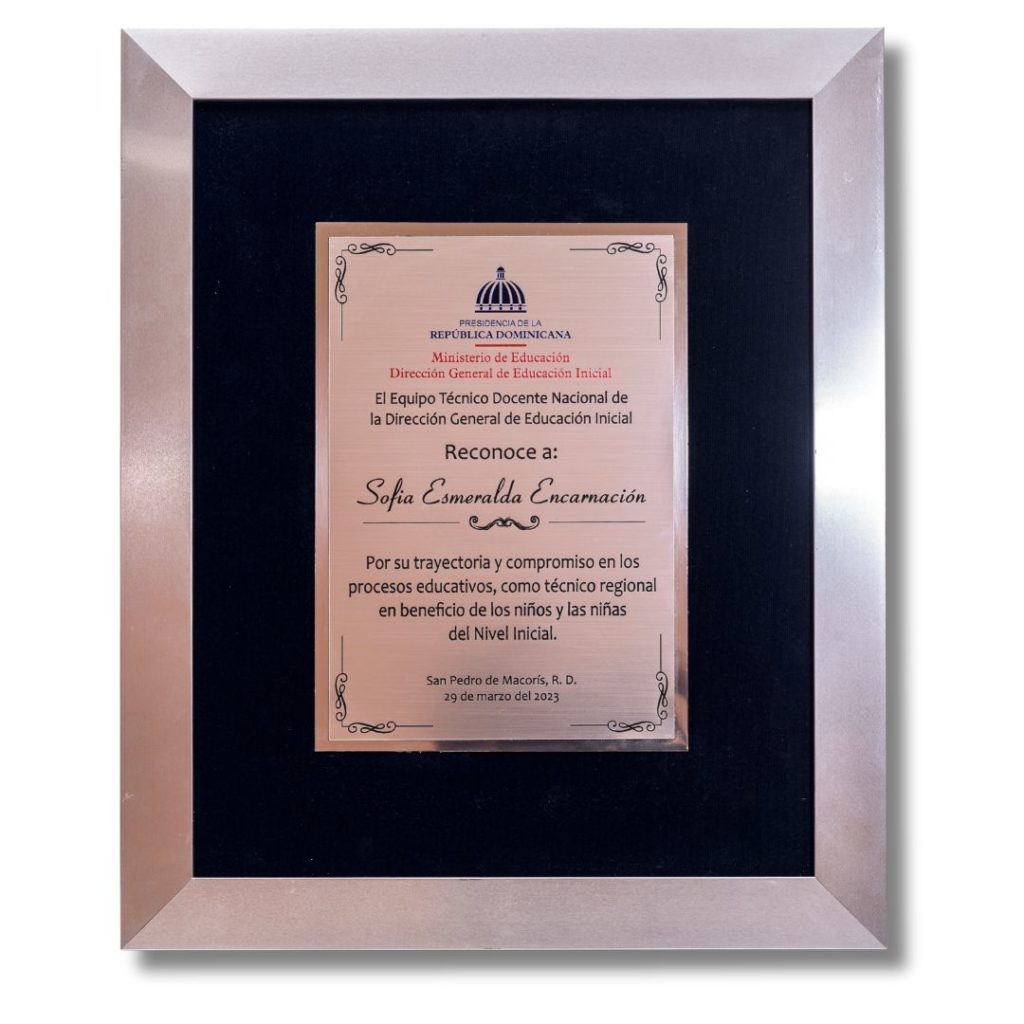 PRESIDENCIA DE LA
REPÚBLICA DOMINICANA
Ministerio de Educación
Dirección General de Educación Inicial
El Equipo Técnico Docente Nacional de
la Dirección General de Educación Inicial
Reconoce a:
Sofia Esmeralda Encarnación
Por su trayectoria y compromiso en los
procesos educativos, como técnico regional
en beneficio de los niños y las niñas
del Nivel Inicial.
San Pedro de Macorís, R. D.
29 de marzo del 2023